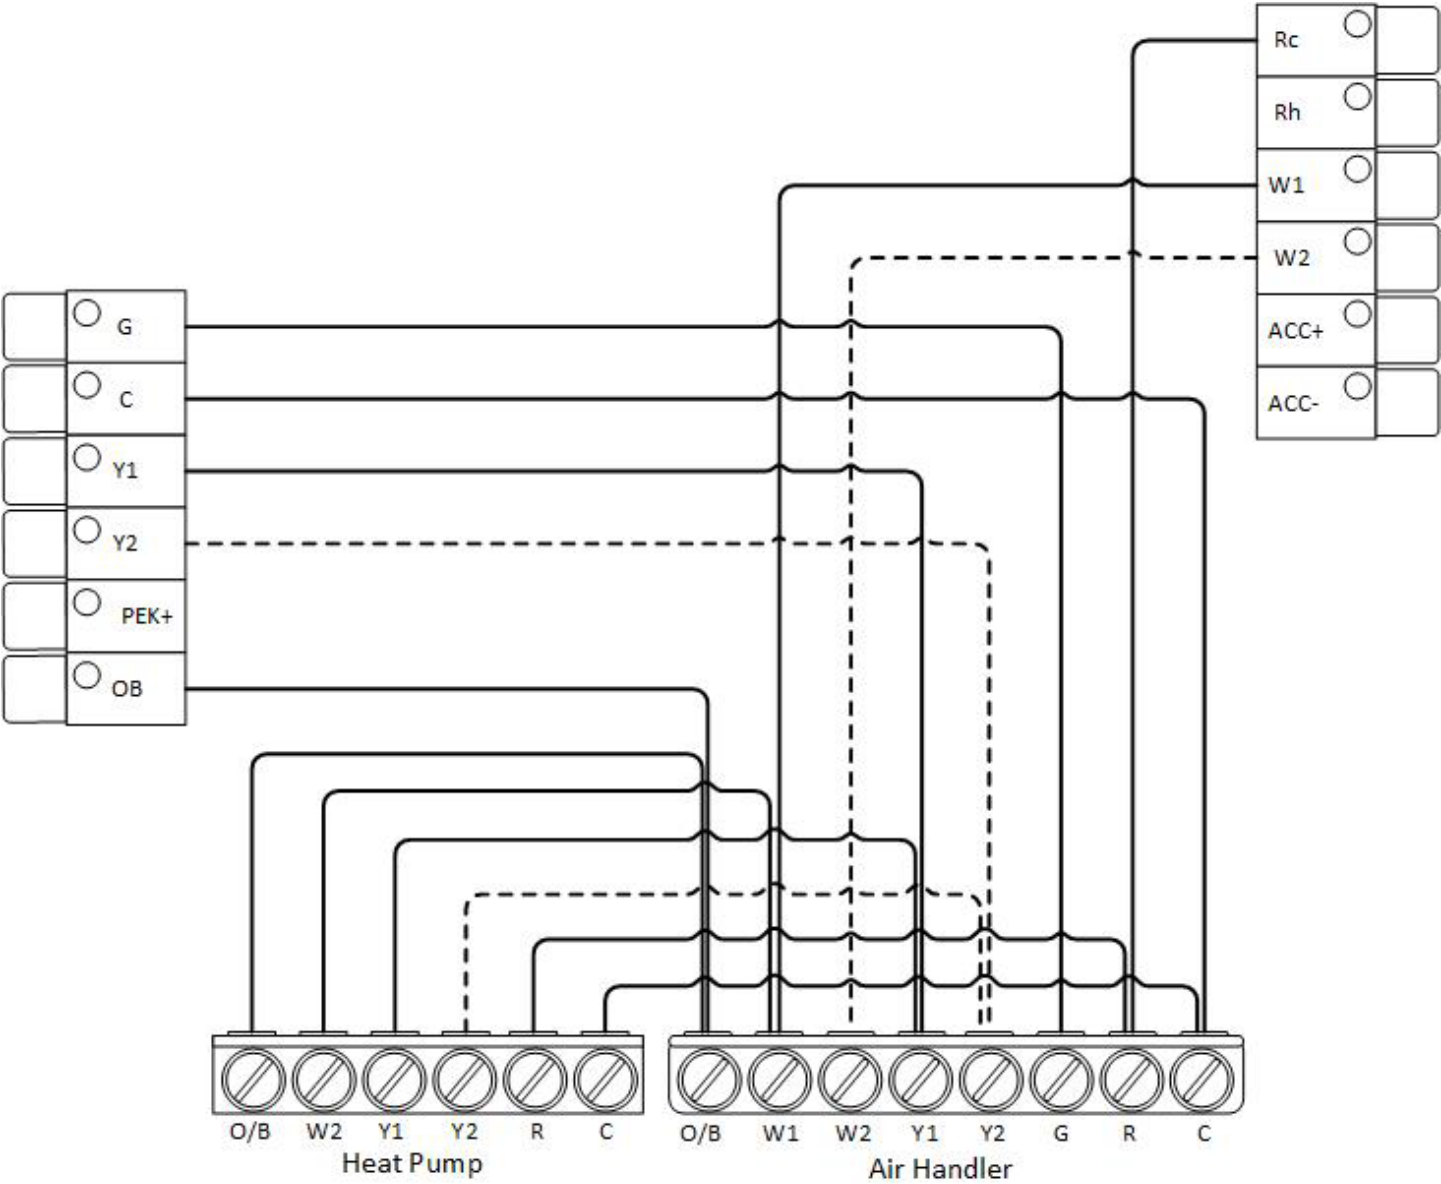 Rc
Rh
W1
W2
ACC+
ACC-
G
C
Y1
Y2
PEK+
OB
O/B W2 Y1 Y2 R C
Heat Pump
O/B W1 W2 Y1 Y2 G R C
Air Handler